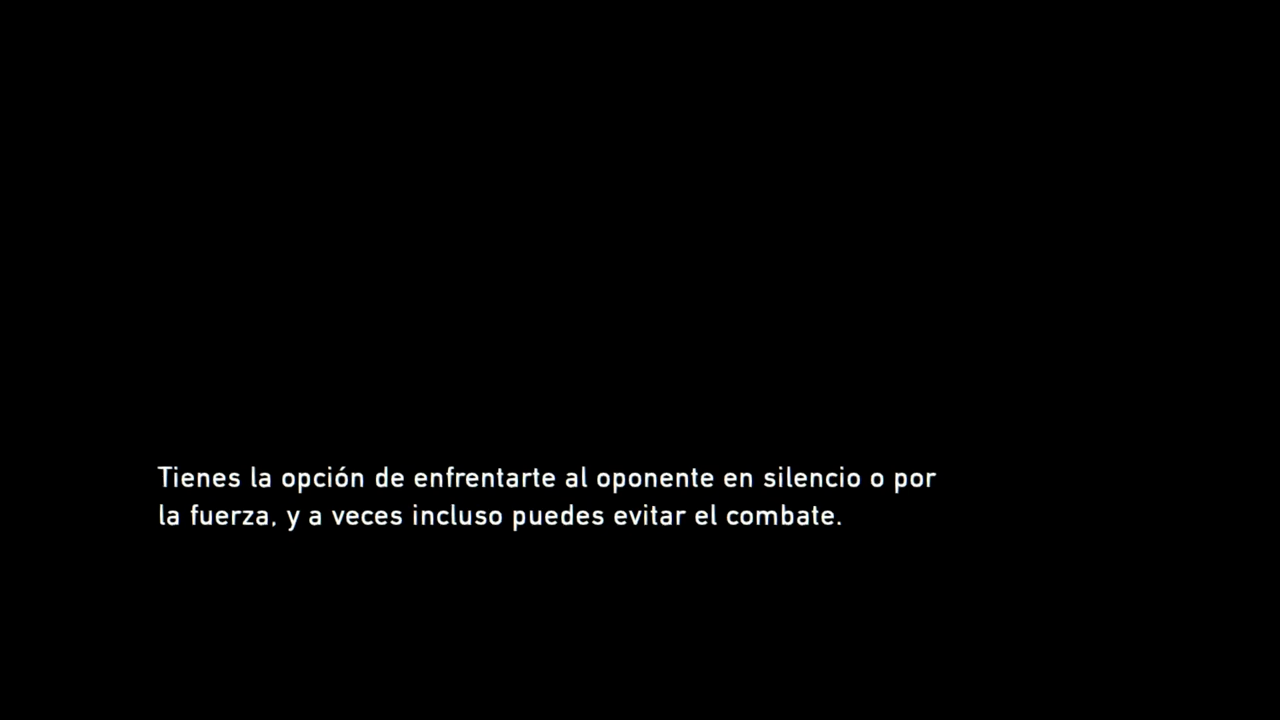 Tienes la opción de enfrentarte al oponente en silencio o por
la fuerza, y a veces incluso puedes evitar el combate.